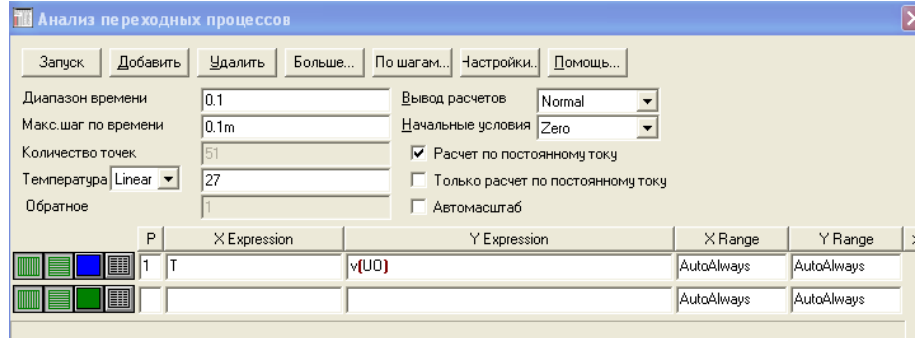 Анализ переходных процессов
Запуск Добавить Удалить Больше... По шагам... Настройки.. Помощь...
Диапазон времени 0.1 Вывод расчетов Normal
Макс.шаг по времени 0.1m Начальные условия Zero
Количество точек 51 Расчет по постоянному току
Температура Linear 27 Только расчет по постоянному току
Обратное 1 Автомасштаб
P X Expression Y Expression X Range Y Range >
1 T v(UO) AutoAlways AutoAlways
AutoAlways AutoAlways